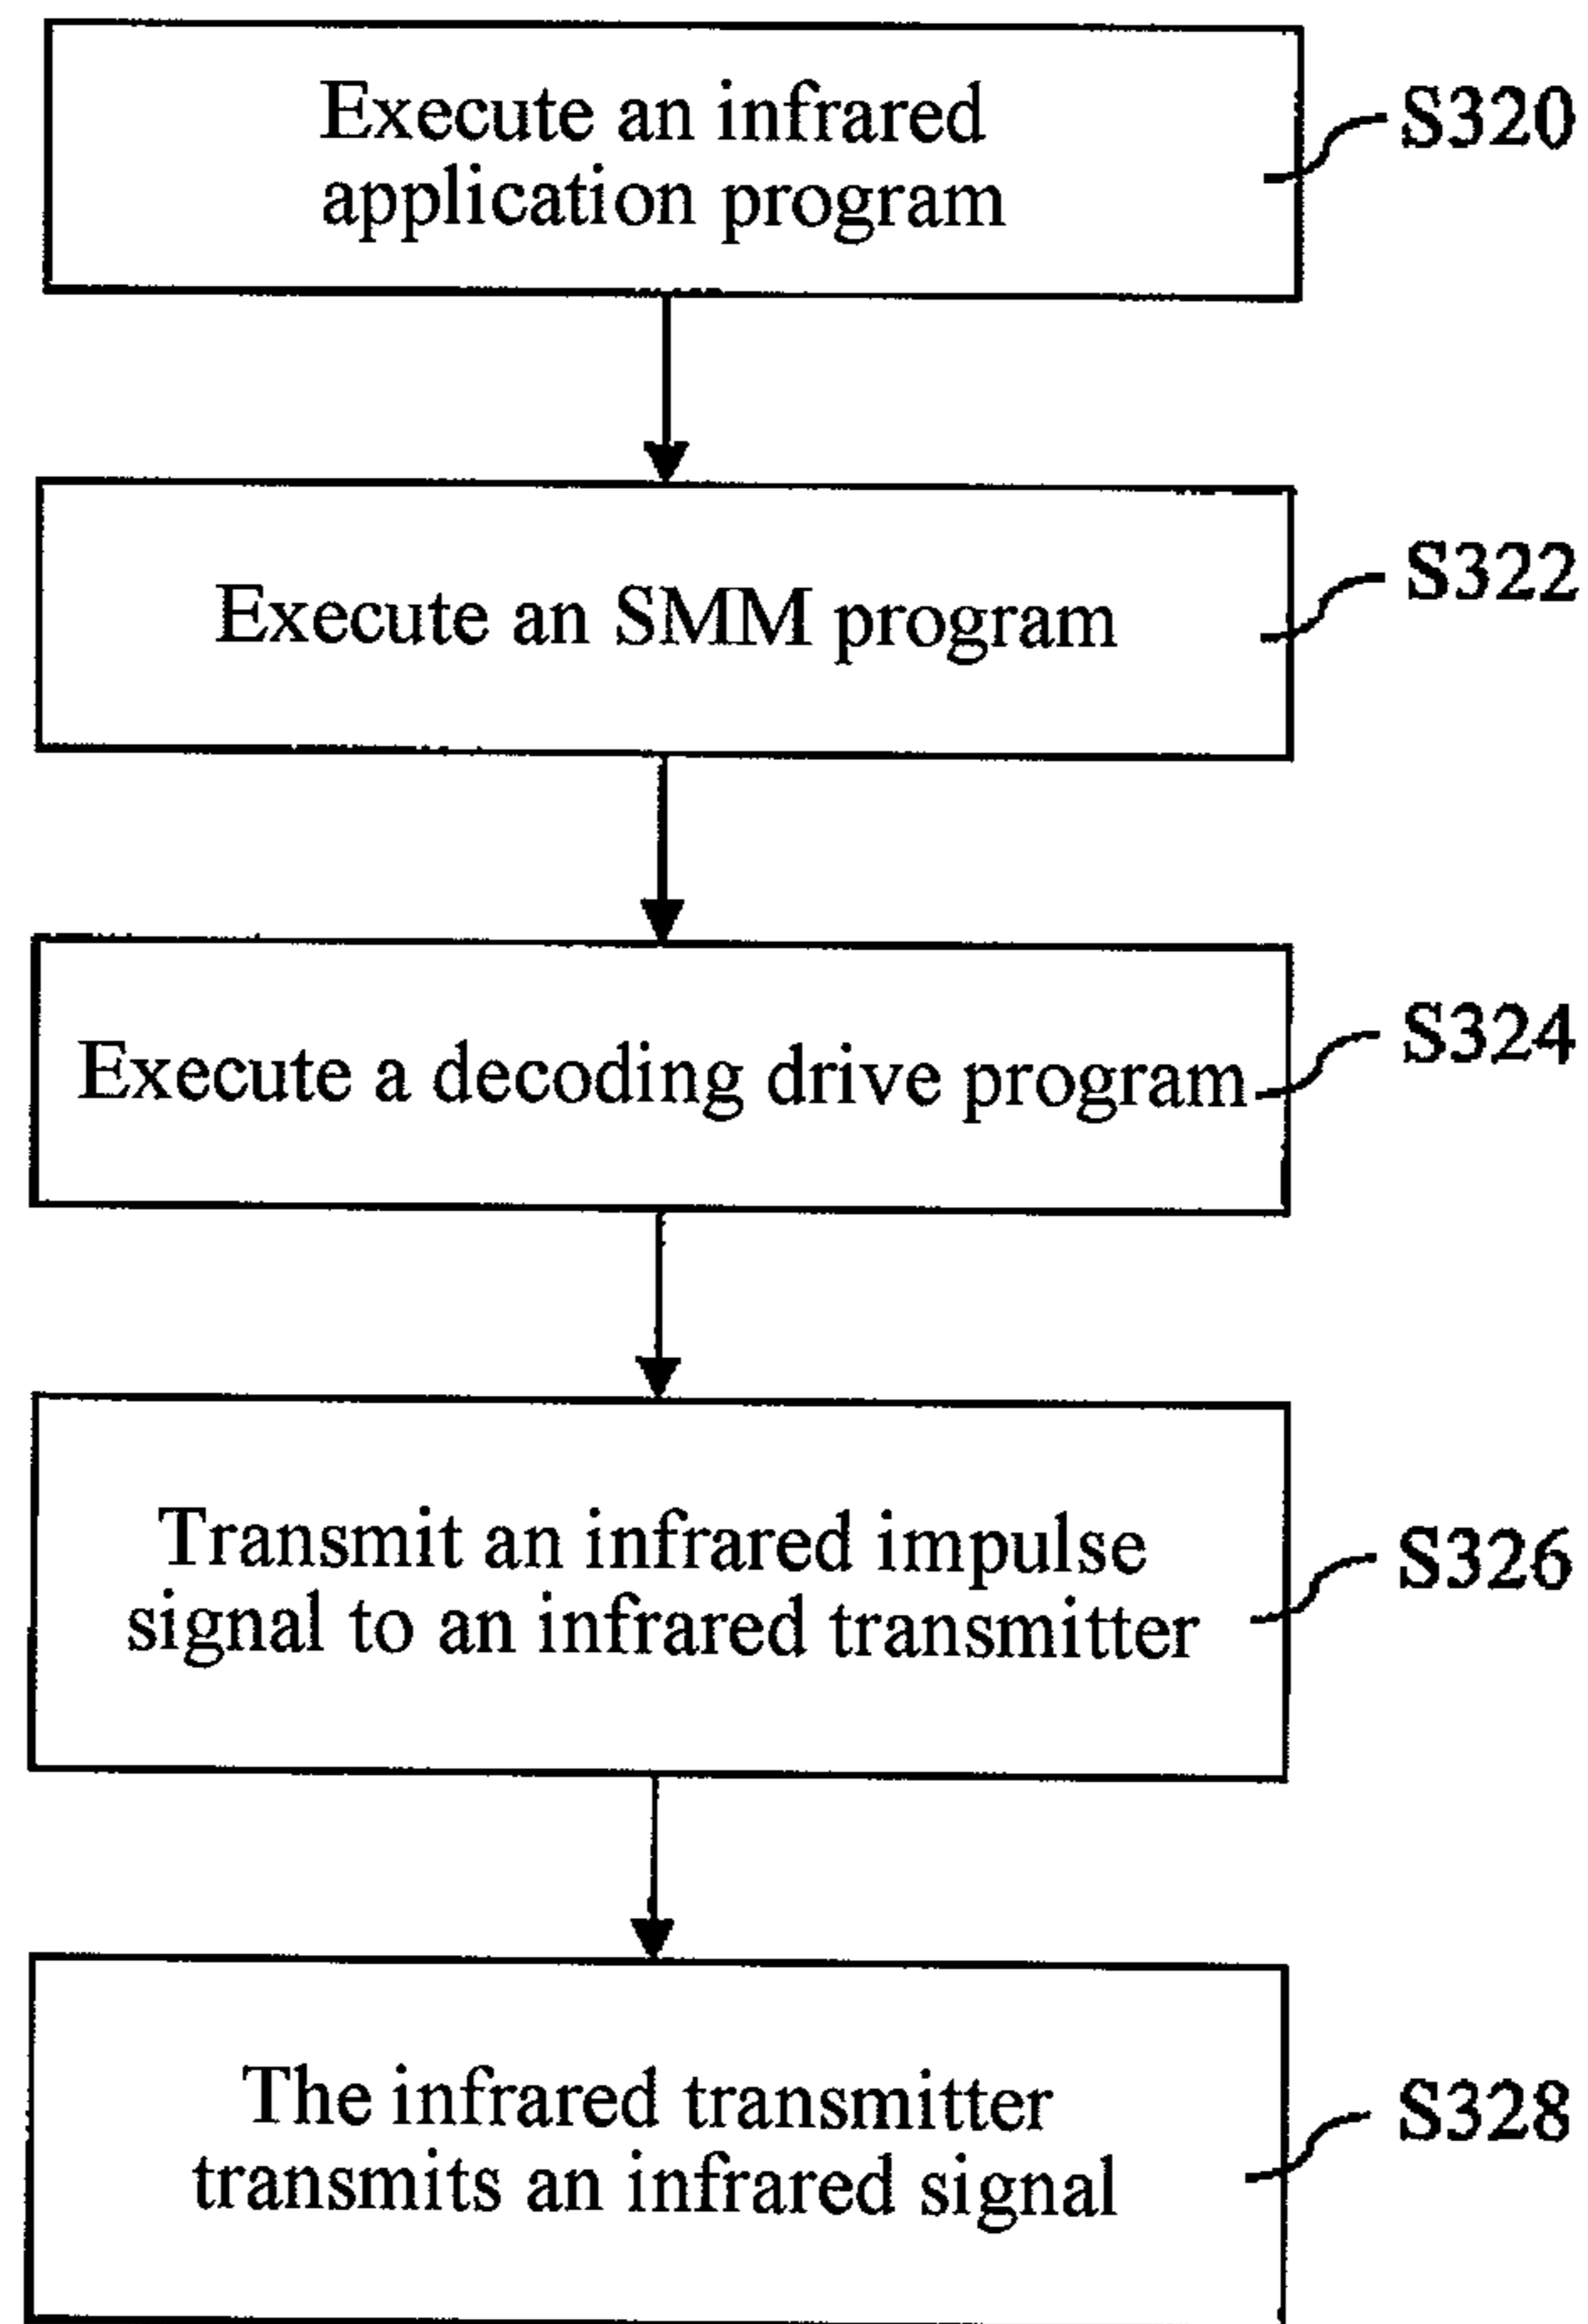 Execute an infrared
application program
S320
Execute an SMM program
S322
Execute a decoding drive program
S324
Transmit an infrared impulse
signal to an infrared transmitter
S326
The infrared transmitter
transmits an infrared signal
S328